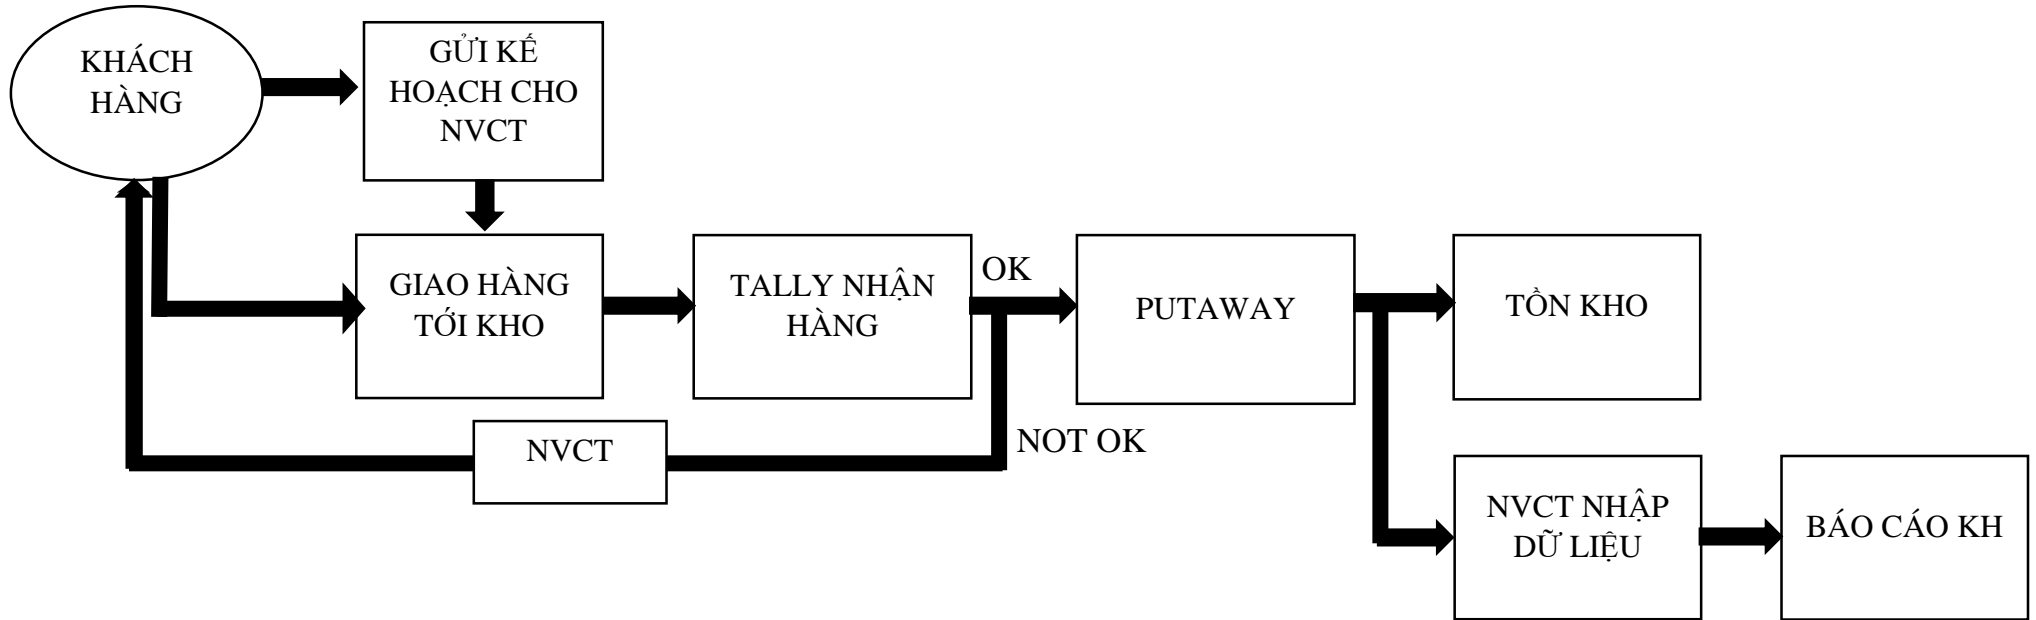 KHÁCH
HÀNG
GỬI KẾ
HOẠCH CHO
NVCT
GIAO HÀNG
TỚI KHO
TALLY NHẬN
HÀNG
OK
PUTAWAY
TỒN KHO
NOT OK
NVCT
NVCT NHẬP
DỮ LIỆU
BÁO CÁO KH